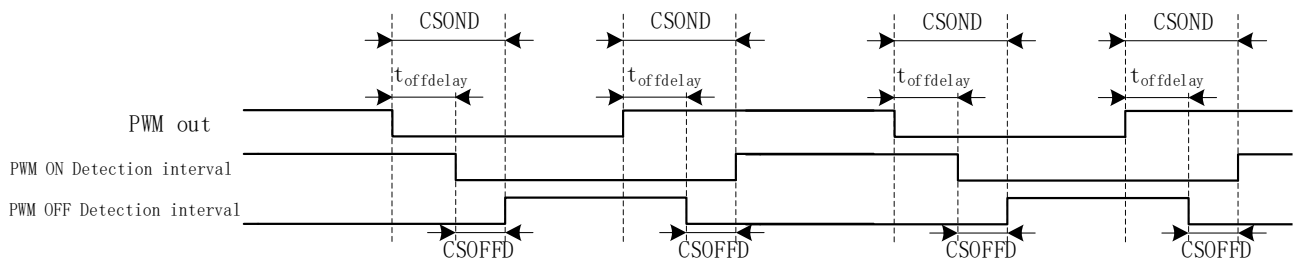 CSOND CSOND CSOND CSOND
toffdelay toffdelay toffdelay toffdelay
PWM out
PWM ON Detection interval
PWM OFF Detection interval
CSOFFD CSOFFD CSOFFD CSOFFD